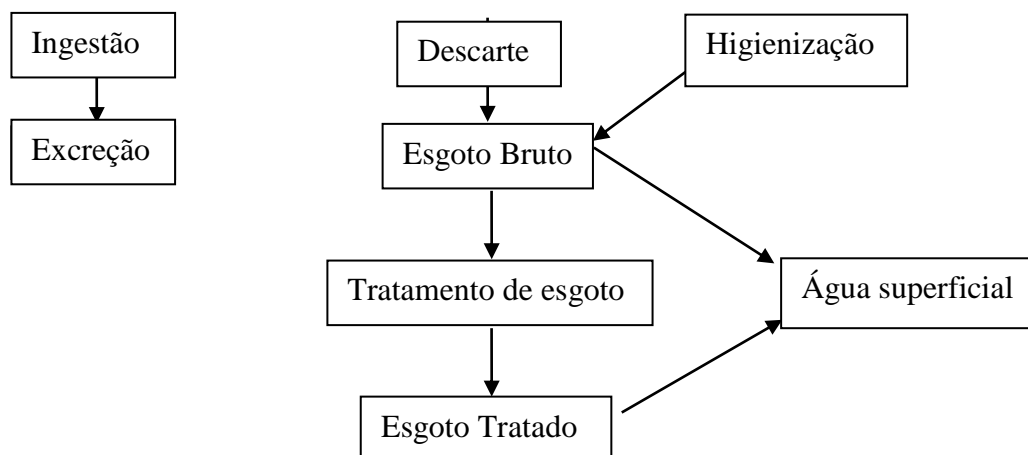 Ingestão
Descarte
Higienização
Excreção
Esgoto Bruto
Tratamento de esgoto
Água superficial
Esgoto Tratado